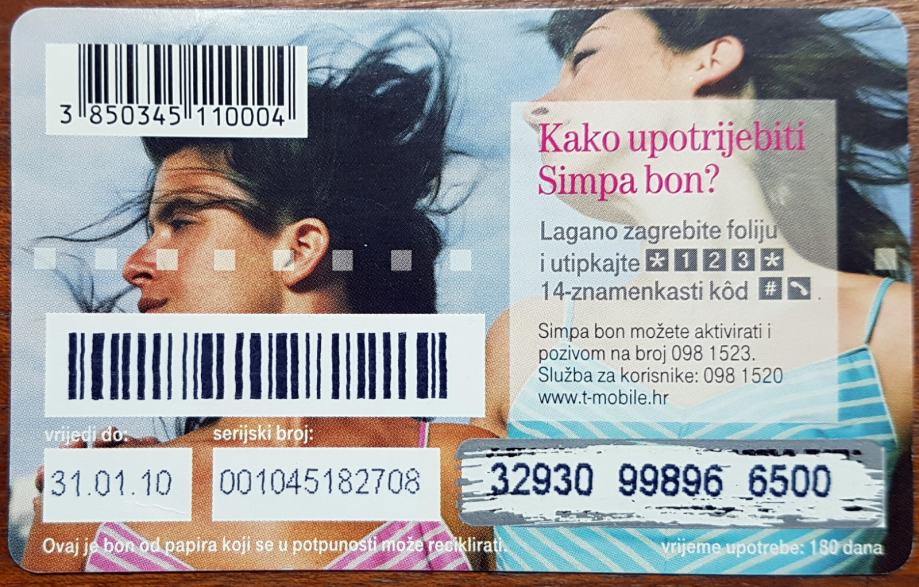 3 850345 110004
Kako upotrijebiti
Simpa bon?
Lagano zagrebite foliju
i utipkajte * 1 2 3 *
14-znamenkasti kôd # .
Simpa bon možete aktivirati i
pozivom na broj 098 1523.
Služba za korisnike: 098 1520
www.t-mobile.hr
vrijedi do: serijski broj:
31.01.10 001045182708 32930 99896 6500
Ovaj je bon od papira koji se u potpunosti može reciklirati. vrijeme upotrebe: 180 dana